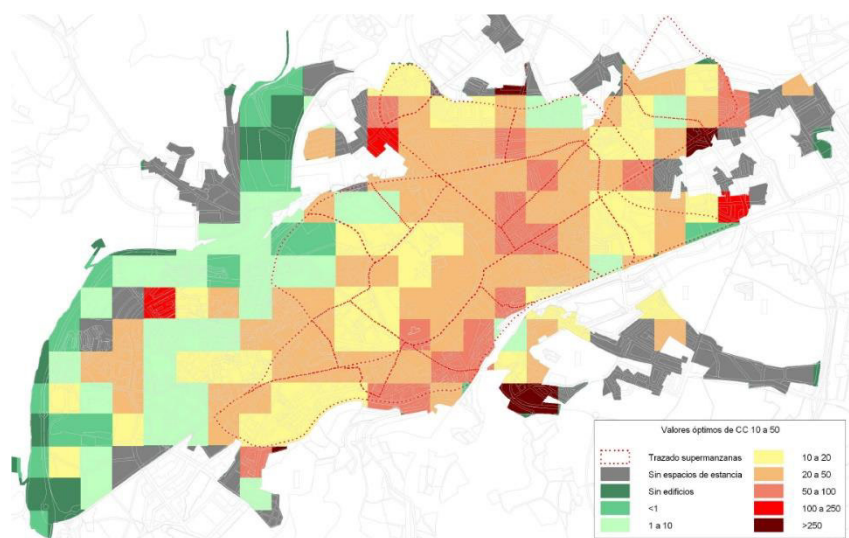 Valores óptimos de CC 10 a 50
Trazado supermanzanas
Sin espacios de estancia
Sin edificios
<1
1 a 10
10 a 20
20 a 50
50 a 100
100 a 250
>250